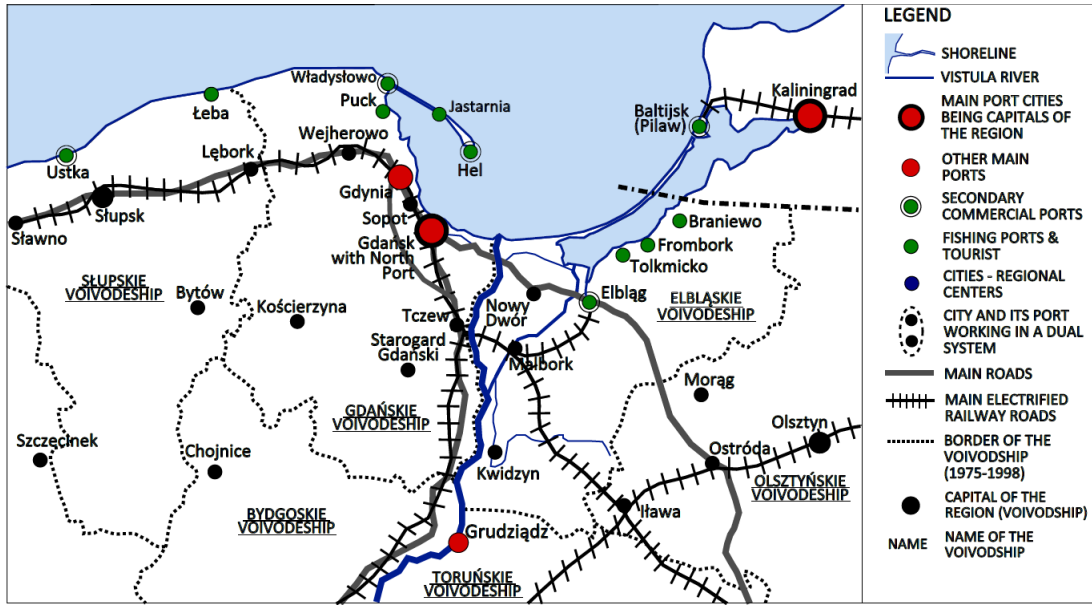 Władysłowo
Puck
Jastarnia
Hel
Łeba
Wejherowo
Lębork
Ustka
Słupsk
Sławno
Gdynia
Sopot
Gdańsk
with North
Port
Baltijsk
(Pilaw)
Kaliningrad
Braniewo
Frombork
Tolkmicko
Elbląg
Nowy
Dwór
Malbork
Tczew
Starogard
Gdański
SŁUPSKIE
VOIVODESHIP
Bytów
Kościerzyna
ELBLĄSKIE
VOIVODESHIP
GDAŃSKIE
VOIVODESHIP
Morąg
Olsztyn
Ostróda
OLSZTYŃSKIE
VOIVODESHIP
Szczęcinek
Chojnice
Kwidzyn
Iława
BYDGOSKIE
VOIVODESHIP
Grudziądz
TORUŃSKIE
VOIVODESHIP
LEGEND
SHORELINE
VISTULA RIVER
MAIN PORT CITIES
BEING CAPITALS OF
THE REGION
OTHER MAIN
PORTS
SECONDARY
COMMERCIAL PORTS
FISHING PORTS &
TOURIST
CITIES - REGIONAL
CENTERS
CITY AND ITS PORT
WORKING IN A DUAL
SYSTEM
MAIN ROADS
MAIN ELECTRIFIED
RAILWAY ROADS
BORDER OF THE
VOIVODSHIP
(1975-1998)
CAPITAL OF THE
REGION (VOIVODSHIP)
NAME
NAME OF THE
VOIVODSHIP